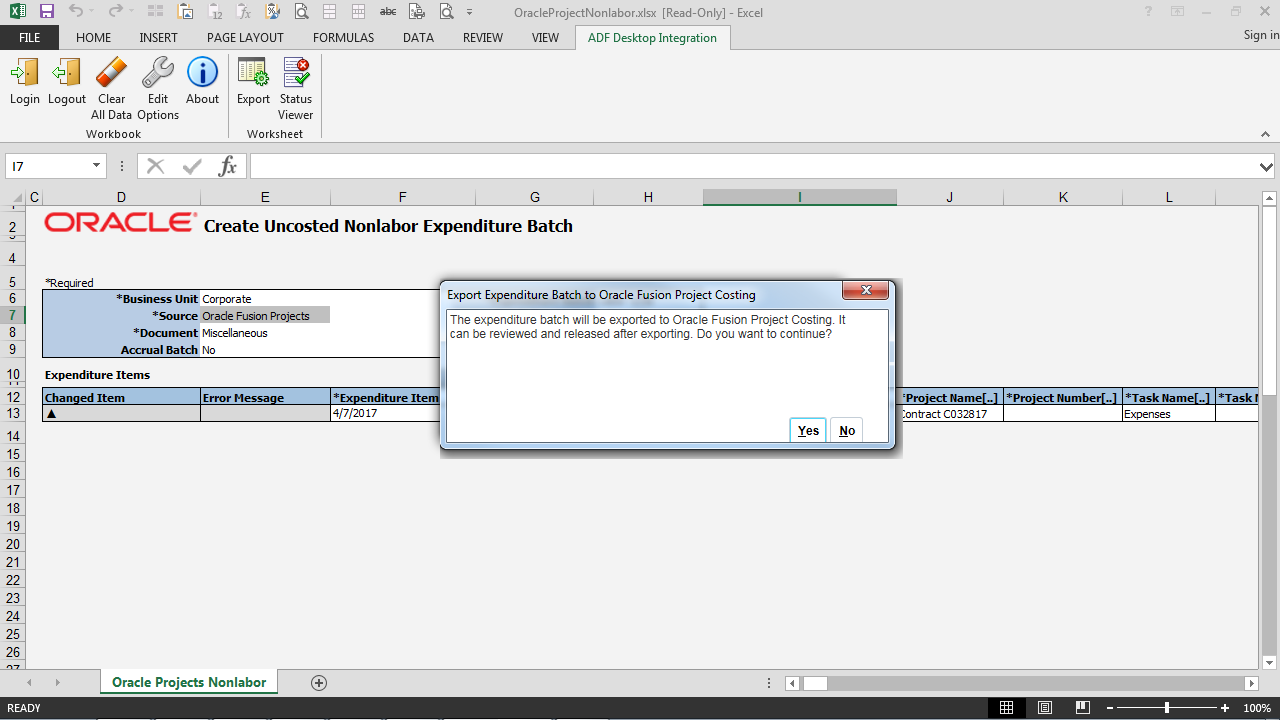 OracleProjectNonlabor.xlsx [Read-Only] - Excel
FILE HOME INSERT PAGE LAYOUT FORMULAS DATA REVIEW VIEW ADF Desktop Integration Sign in
Login Logout Clear All Data Edit Options About Export Status Viewer
Workbook Worksheet
I7
C D E F G H I J K L
ORACLE Create Uncosted Nonlabor Expenditure Batch
*Required
*Business Unit Corporate
*Source Oracle Fusion Projects
*Document Miscellaneous
Accrual Batch No
Export Expenditure Batch to Oracle Fusion Project Costing
The expenditure batch will be exported to Oracle Fusion Project Costing. It
can be reviewed and released after exporting. Do you want to continue?
Yes No
Expenditure Items
Changed Item Error Message *Expenditure Item *Project Name[..] *Project Number[..] *Task Name[..] *Task
▲ 4/7/2017 Contract C032817 Expenses
2
3
4
5
6
7
8
9
10
12
13
14
15
16
17
18
19
20
21
22
23
24
25
26
27
Oracle Projects Nonlabor
READY 100%